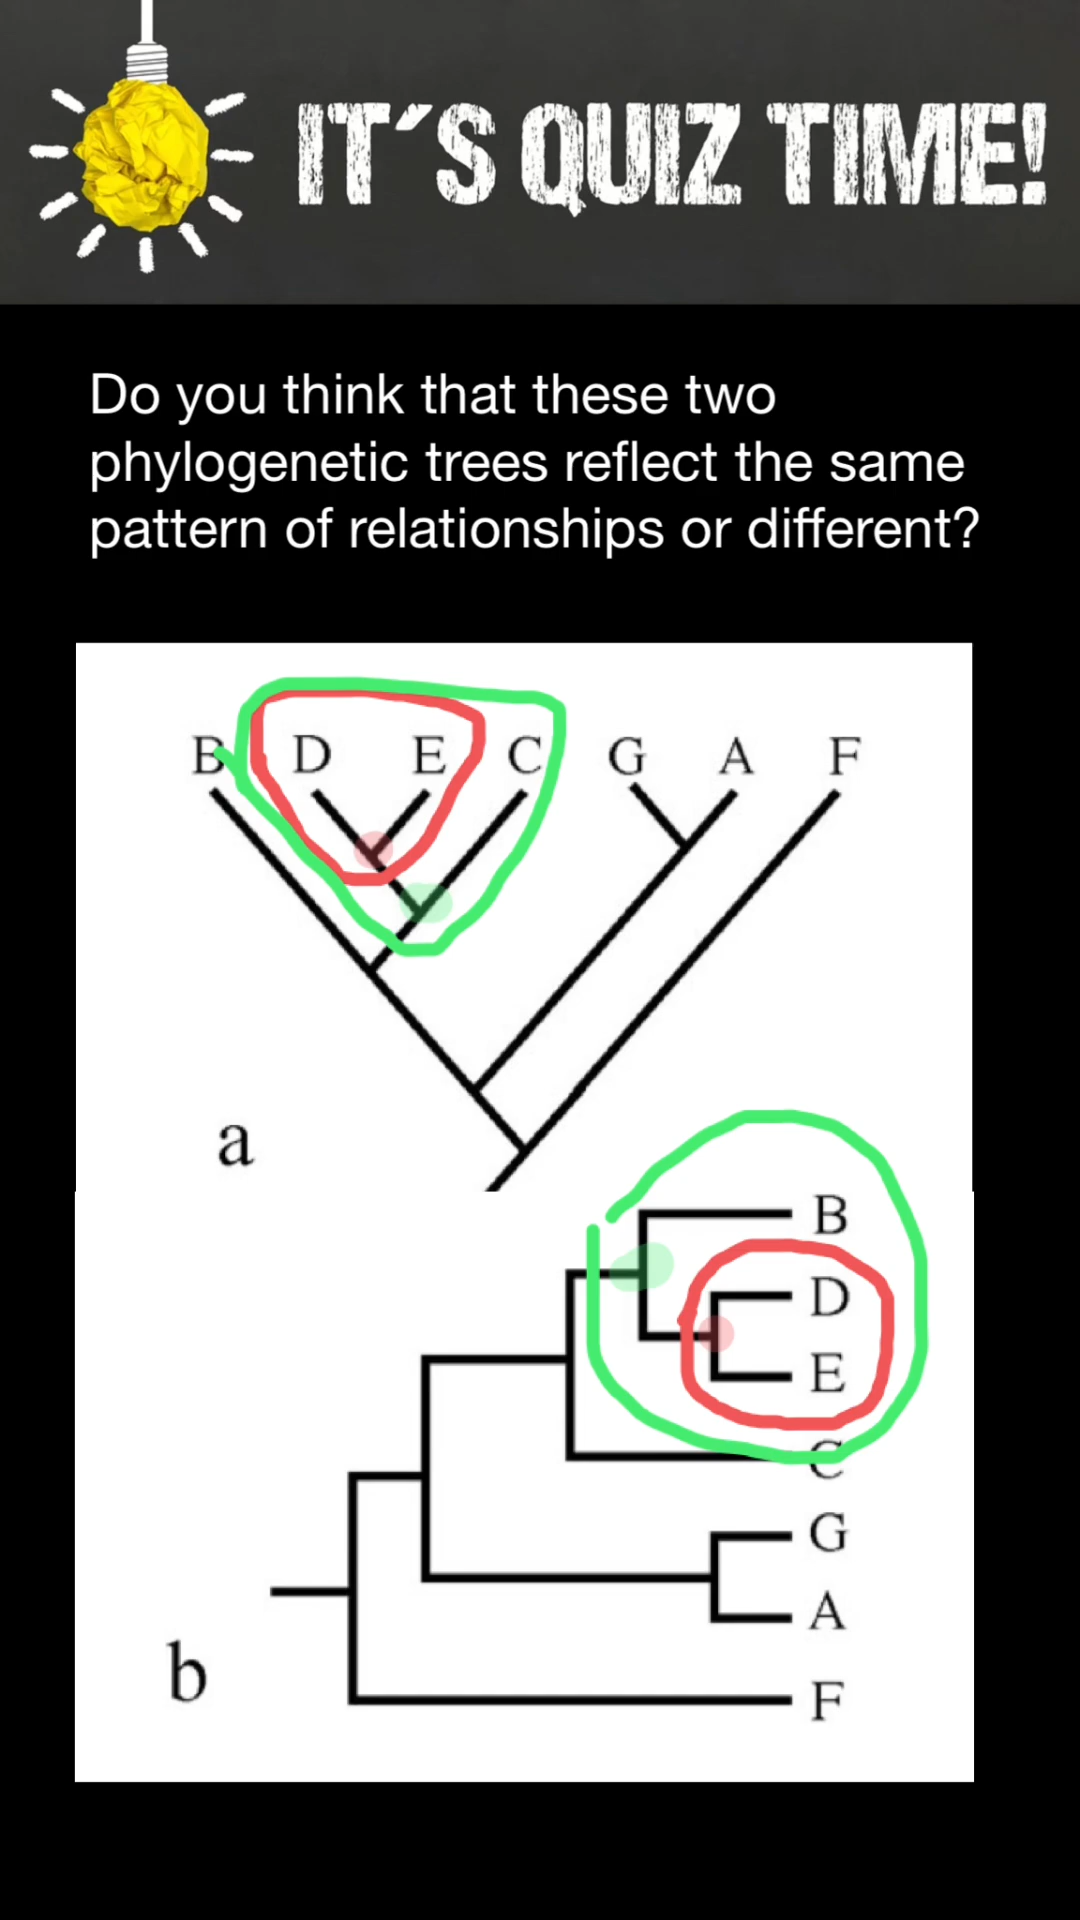 IT´S QUIZ TIME!
Do you think that these two
phylogenetic trees reflect the same
pattern of relationships or different?
B D E C G A F
a
B
D
E
C
G
A
b
F